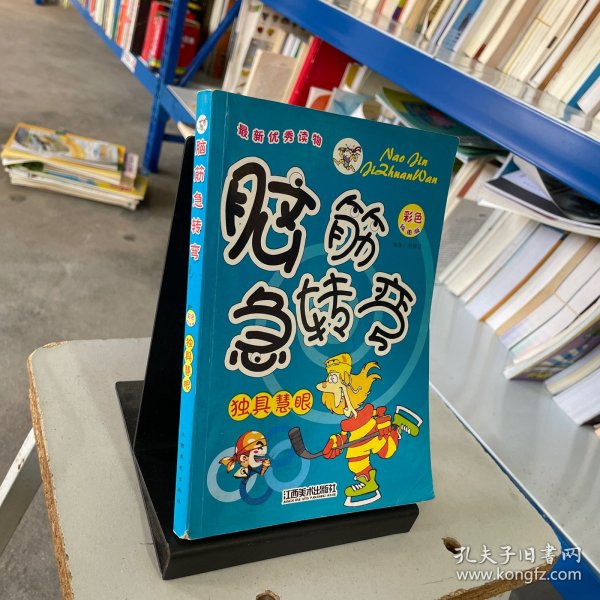 最新优秀读物
Nao Jin
JiZhuanWan
脑筋
急转弯
彩色
独具慧眼
江西美术出版社
脑筋急转弯
独具慧眼
孔夫子旧书网
www.kongfz.com